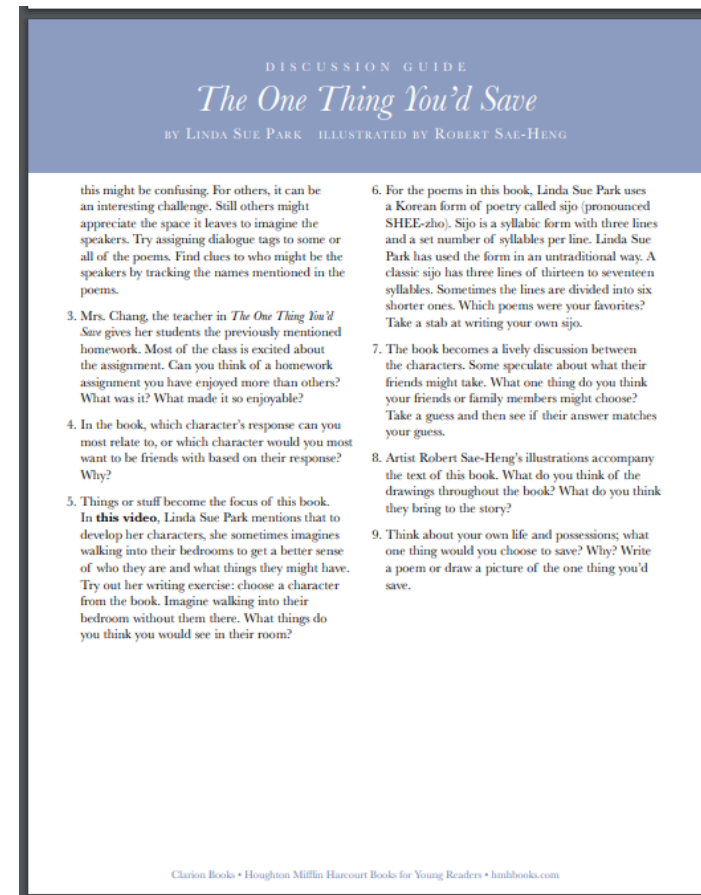 DISCUSSION GUIDE
The One Thing You'd Save
BY LINDA SUE PARK ILLUSTRATED BY ROBERT SAE-HENG
this might be confusing. For others, it can be
an interesting challenge. Still others might
appreciate the space it leaves to imagine the
speakers. Try assigning dialogue tags to some or
all of the poems. Find clues to who might be the
speakers by tracking the names mentioned in the
poems.
3. Mrs. Chang, the teacher in The One Thing You'd
Save gives her students the previously mentioned
homework. Most of the class is excited about
the assignment. Can you think of a homework
assignment you have enjoyed more than others?
What was it? What made it so enjoyable?
4. In the book, which character's response can you
most relate to, or which character would you most
want to be friends with based on their response?
Why?
5. Things or stuff become the focus of this book.
In this video, Linda Sue Park mentions that to
develop her characters, she sometimes imagines
walking into their bedrooms to get a better sense
of who they are and what things they might have.
Try out her writing exercise: choose a character
from the book. Imagine walking into their
bedroom without them there. What things do
you think you would see in their room?
6. For the poems in this book, Linda Sue Park uses
a Korean form of poetry called sijo (pronounced
SHEE-zho). Sijo is a syllabic form with three lines
and a set number of syllables per line. Linda Sue
Park has used the form in an untraditional way. A
classic sijo has three lines of thirteen to seventeen
syllables. Sometimes the lines are divided into six
shorter ones. Which poems were your favorites?
Take a stab at writing your own sijo.
7. The book becomes a lively discussion between
the characters. Some speculate about what their
friends might take. What one thing do you think
your friends or family members might choose?
Take a guess and then see if their answer matches
your guess.
8. Artist Robert Sae-Heng's illustrations accompany
the text of this book. What do you think of the
drawings throughout the book? What do you think
they bring to the story?
9. Think about your own life and possessions; what
one thing would you choose to save? Why? Write
a poem or draw a picture of the one thing you'd
save.
Clarion Books • Houghton Mifflin Harcourt Books for Young Readers • hmhbooks.com